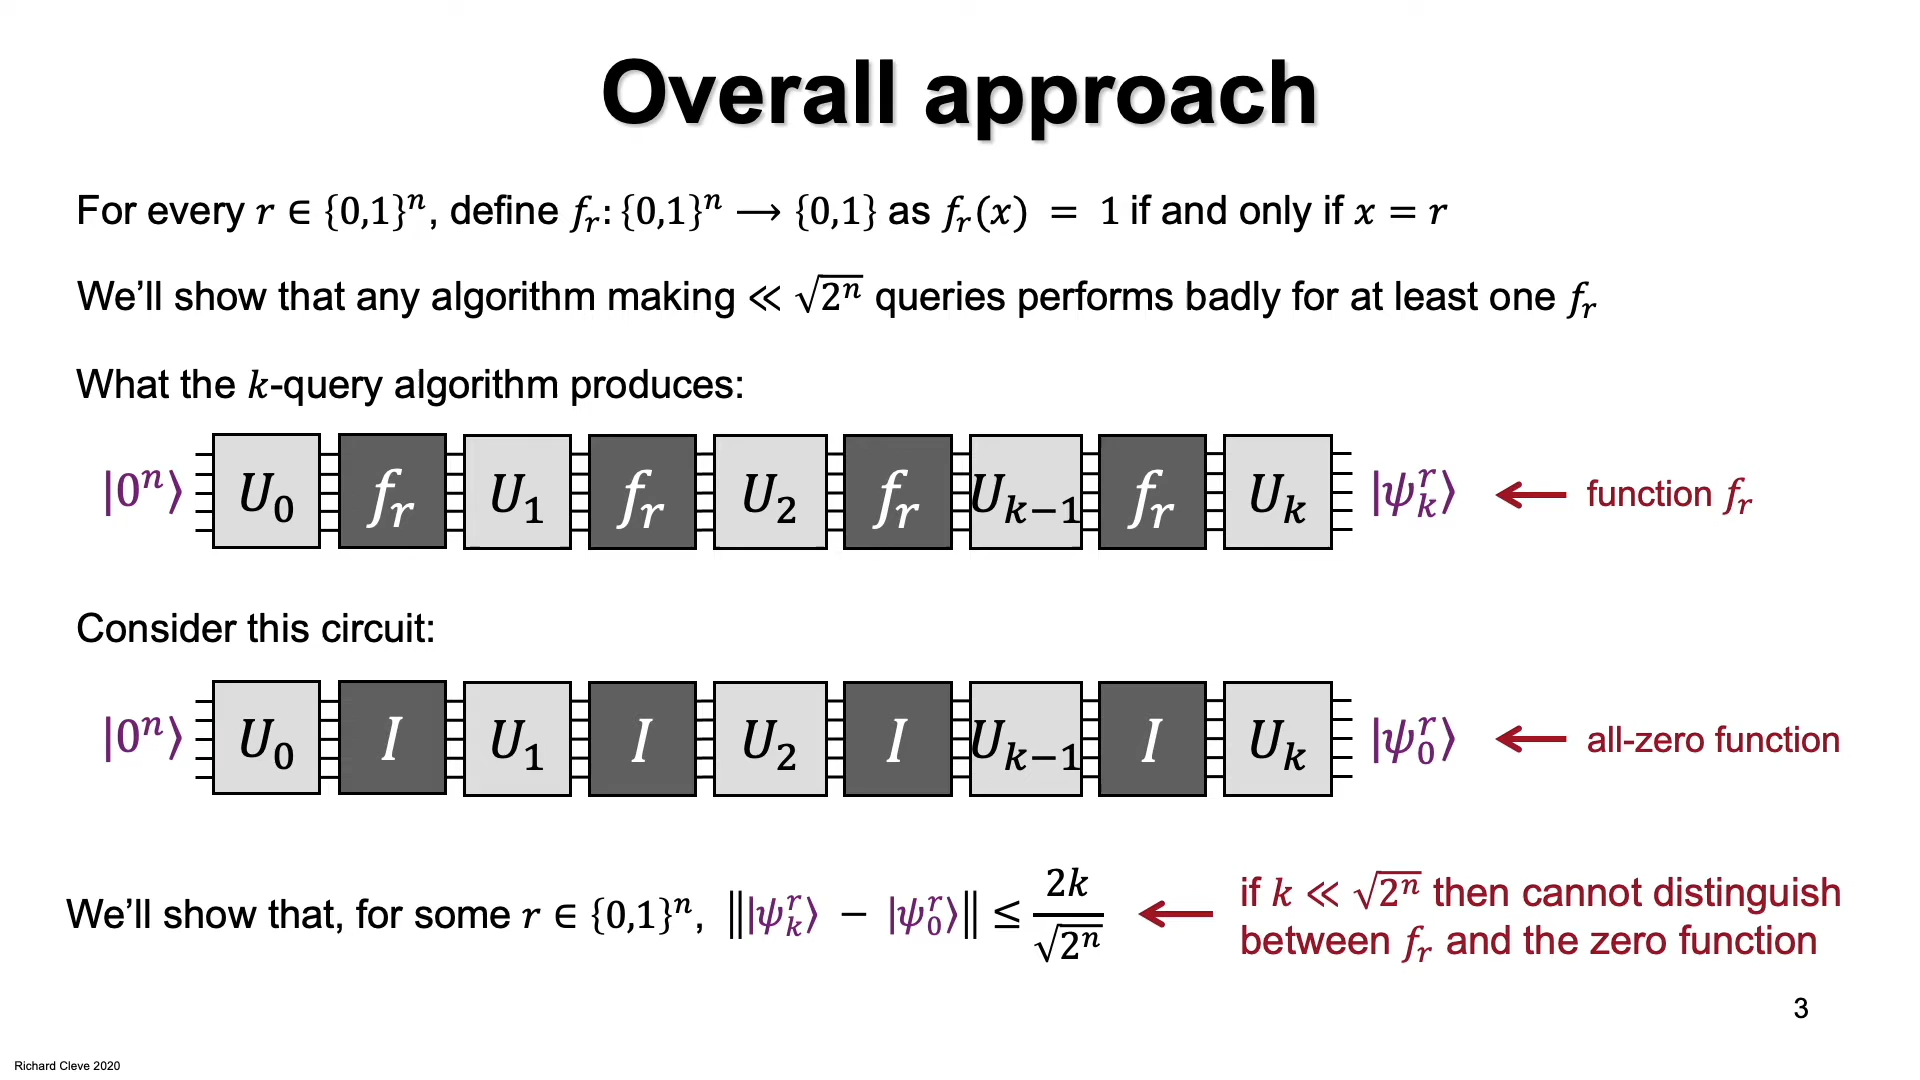 Overall approach
For every r ∈ {0,1}ⁿ, define fᵣ: {0,1}ⁿ ⟶ {0,1} as fᵣ(x) = 1 if and only if x = r
We’ll show that any algorithm making ≪ √2ⁿ queries performs badly for at least one fᵣ
What the k-query algorithm produces:
|0ⁿ⟩ U₀ fᵣ U₁ fᵣ U₂ fᵣ Uₖ₋₁ fᵣ Uₖ |ψₖʳ⟩ function fᵣ
Consider this circuit:
|0ⁿ⟩ U₀ I U₁ I U₂ I Uₖ₋₁ I Uₖ |ψ₀ʳ⟩ all-zero function
We’ll show that, for some r ∈ {0,1}ⁿ, ‖|ψₖʳ⟩ − |ψ₀ʳ⟩‖ ≤ 2k/√2ⁿ
if k ≪ √2ⁿ then cannot distinguish
between fᵣ and the zero function
3
Richard Cleve 2020